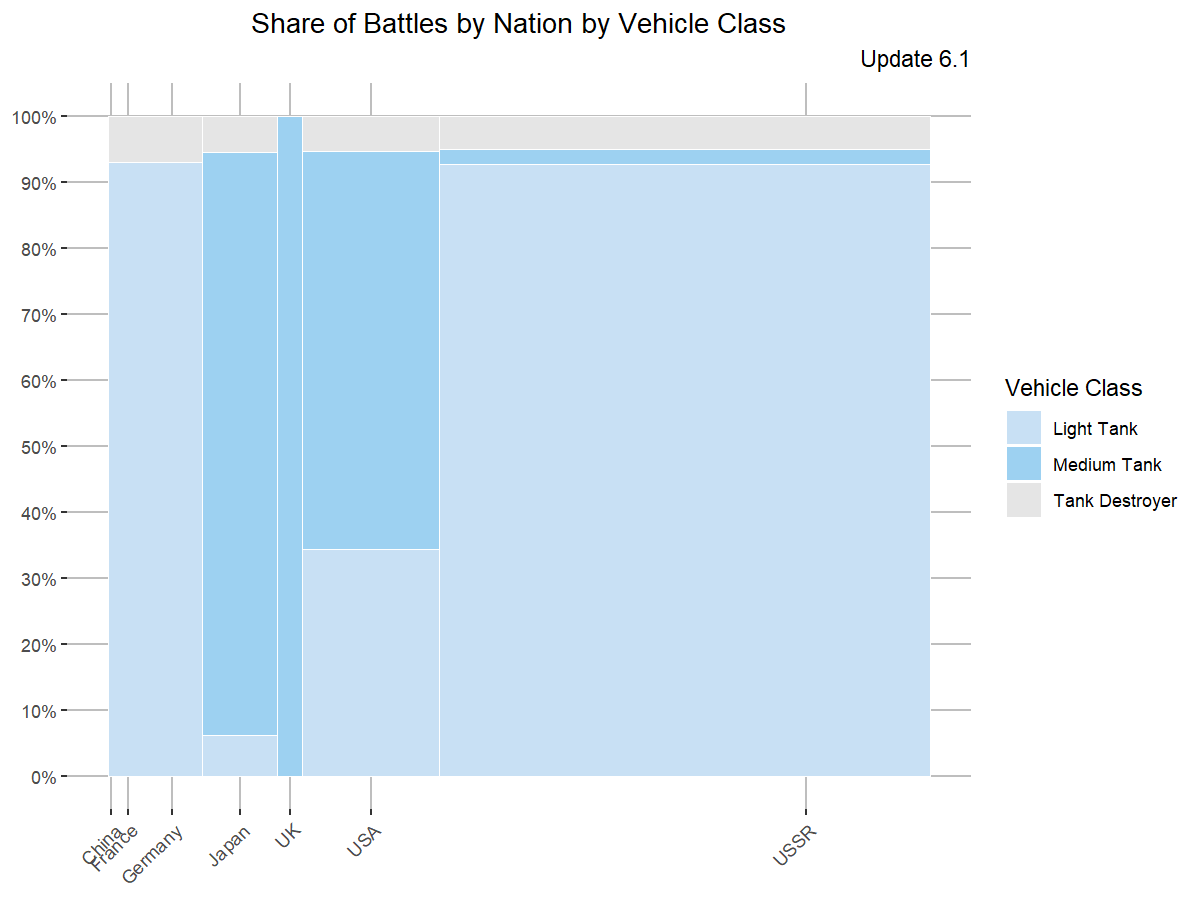 Share of Battles by Nation by Vehicle Class
Update 6.1
100%
90%
80%
70%
60%
50%
40%
30%
20%
10%
0%
China
France
Germany
Japan
UK
USA
USSR
Vehicle Class
Light Tank
Medium Tank
Tank Destroyer